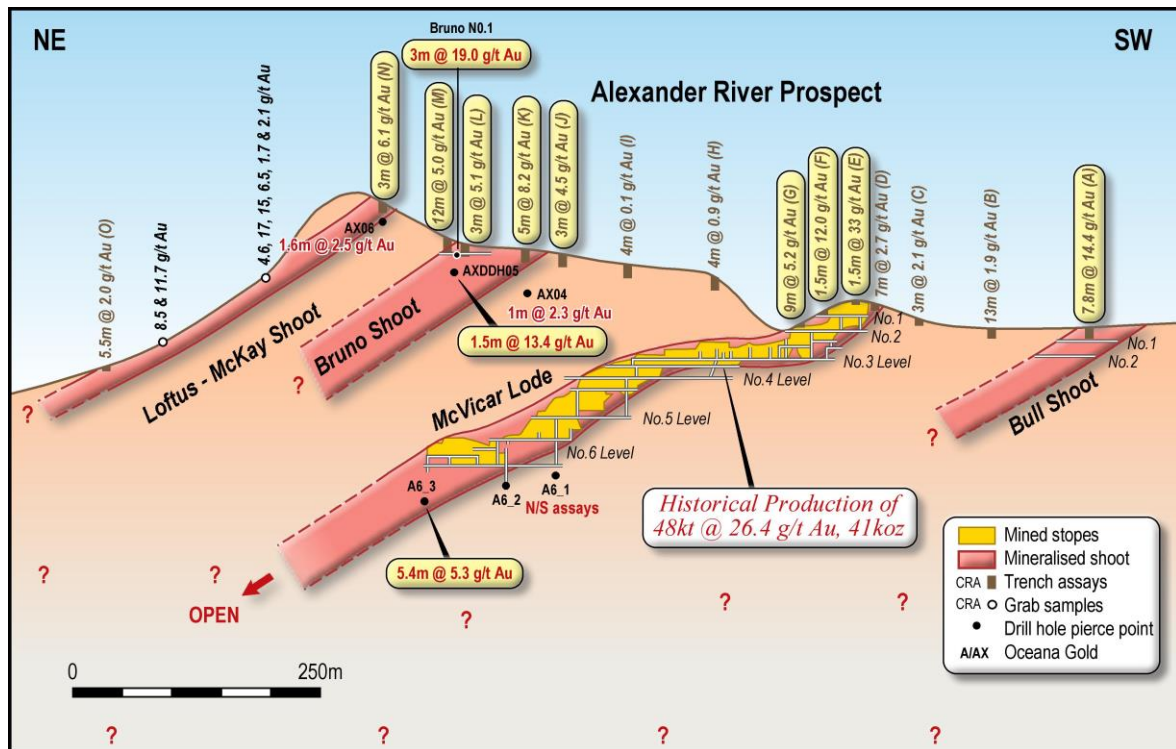 NE
SW
Alexander River Prospect
Bruno N0.1
3m @ 19.0 g/t Au
5.5m @ 2.0 g/t Au (O)
8.5 & 11.7 g/t Au
4.6, 17, 15, 6.5, 1.7 & 2.1 g/t Au
3m @ 6.1 g/t Au (N)
12m @ 5.0 g/t Au (M)
3m @ 5.1 g/t Au (L)
5m @ 8.2 g/t Au (K)
3m @ 4.5 g/t Au (J)
4m @ 0.1 g/t Au (I)
4m @ 0.9 g/t Au (H)
9m @ 5.2 g/t Au (G)
1.5m @ 12.0 g/t Au (F)
1.5m @ 33 g/t Au (E)
7m @ 2.7 g/t Au (D)
3m @ 2.1 g/t Au (C)
13m @ 1.9 g/t Au (B)
7.8m @ 14.4 g/t Au (A)
AX06
1.6m @ 2.5 g/t Au
AXDDH05
1.5m @ 13.4 g/t Au
AX04
1m @ 2.3 g/t Au
Loftus - McKay Shoot
Bruno Shoot
McVicar Lode
Bull Shoot
No.1
No.2
No.3 Level
No.4 Level
No.5 Level
No.6 Level
No.1
No.2
A6_3
A6_2
A6_1
N/S assays
5.4m @ 5.3 g/t Au
Historical Production of
48kt @ 26.4 g/t Au, 41koz
?
?
?
?
?
OPEN
?
?
?
?
?
?
?
?
0
250m
Mined stopes
Mineralised shoot
CRA Trench assays
CRA Grab samples
Drill hole pierce point
A/AX Oceana Gold